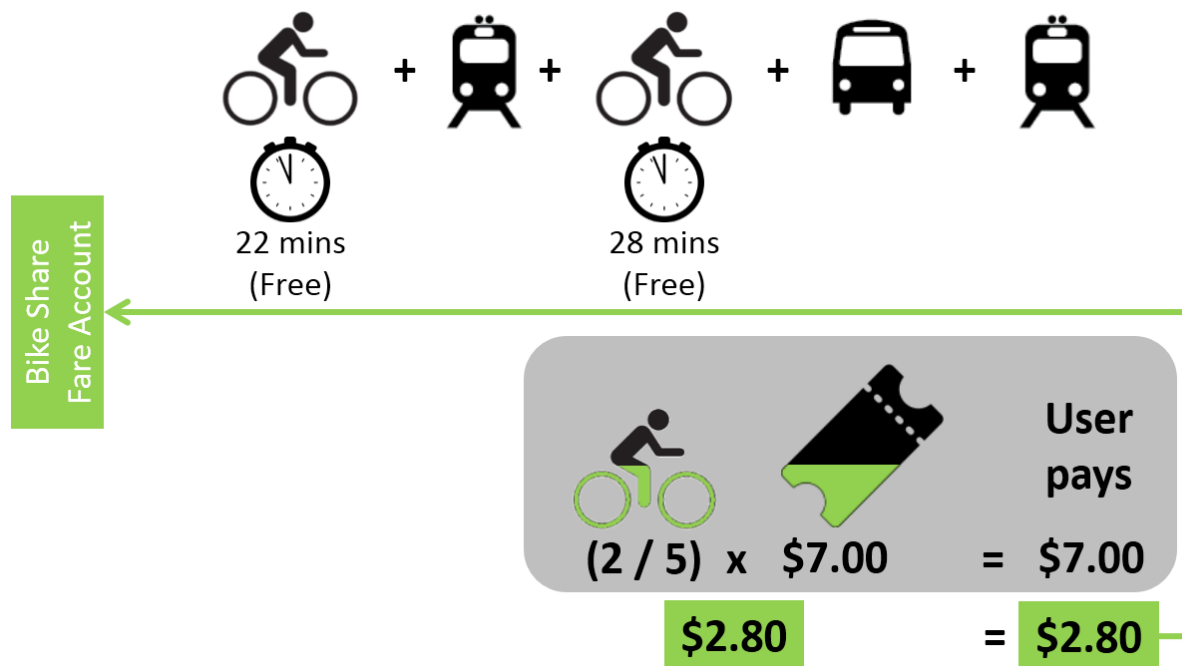 + + + +
22 mins
(Free)
28 mins
(Free)
Bike Share
Fare Account
User
pays
(2 / 5) x $7.00 = $7.00
$2.80 = $2.80